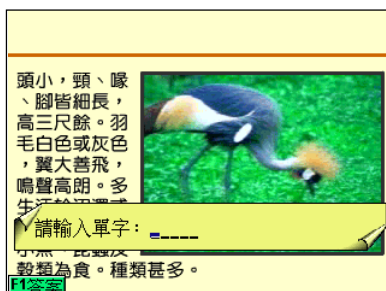 頭小，頸、喙
、腳皆細長，
高三尺餘。羽
毛白色或灰色
，翼大善飛，
鳴聲高朗。多
請輸入單字：_____
穀類為食。種類甚多。
F1答案